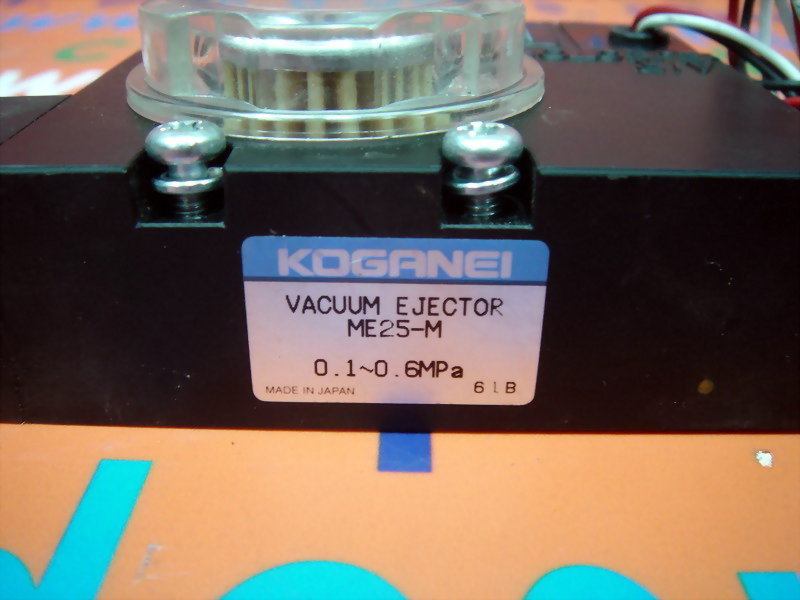 KOGANEI
VACUUM EJECTOR
ME25-M
0.1~0.6MPa
MADE IN JAPAN
61B